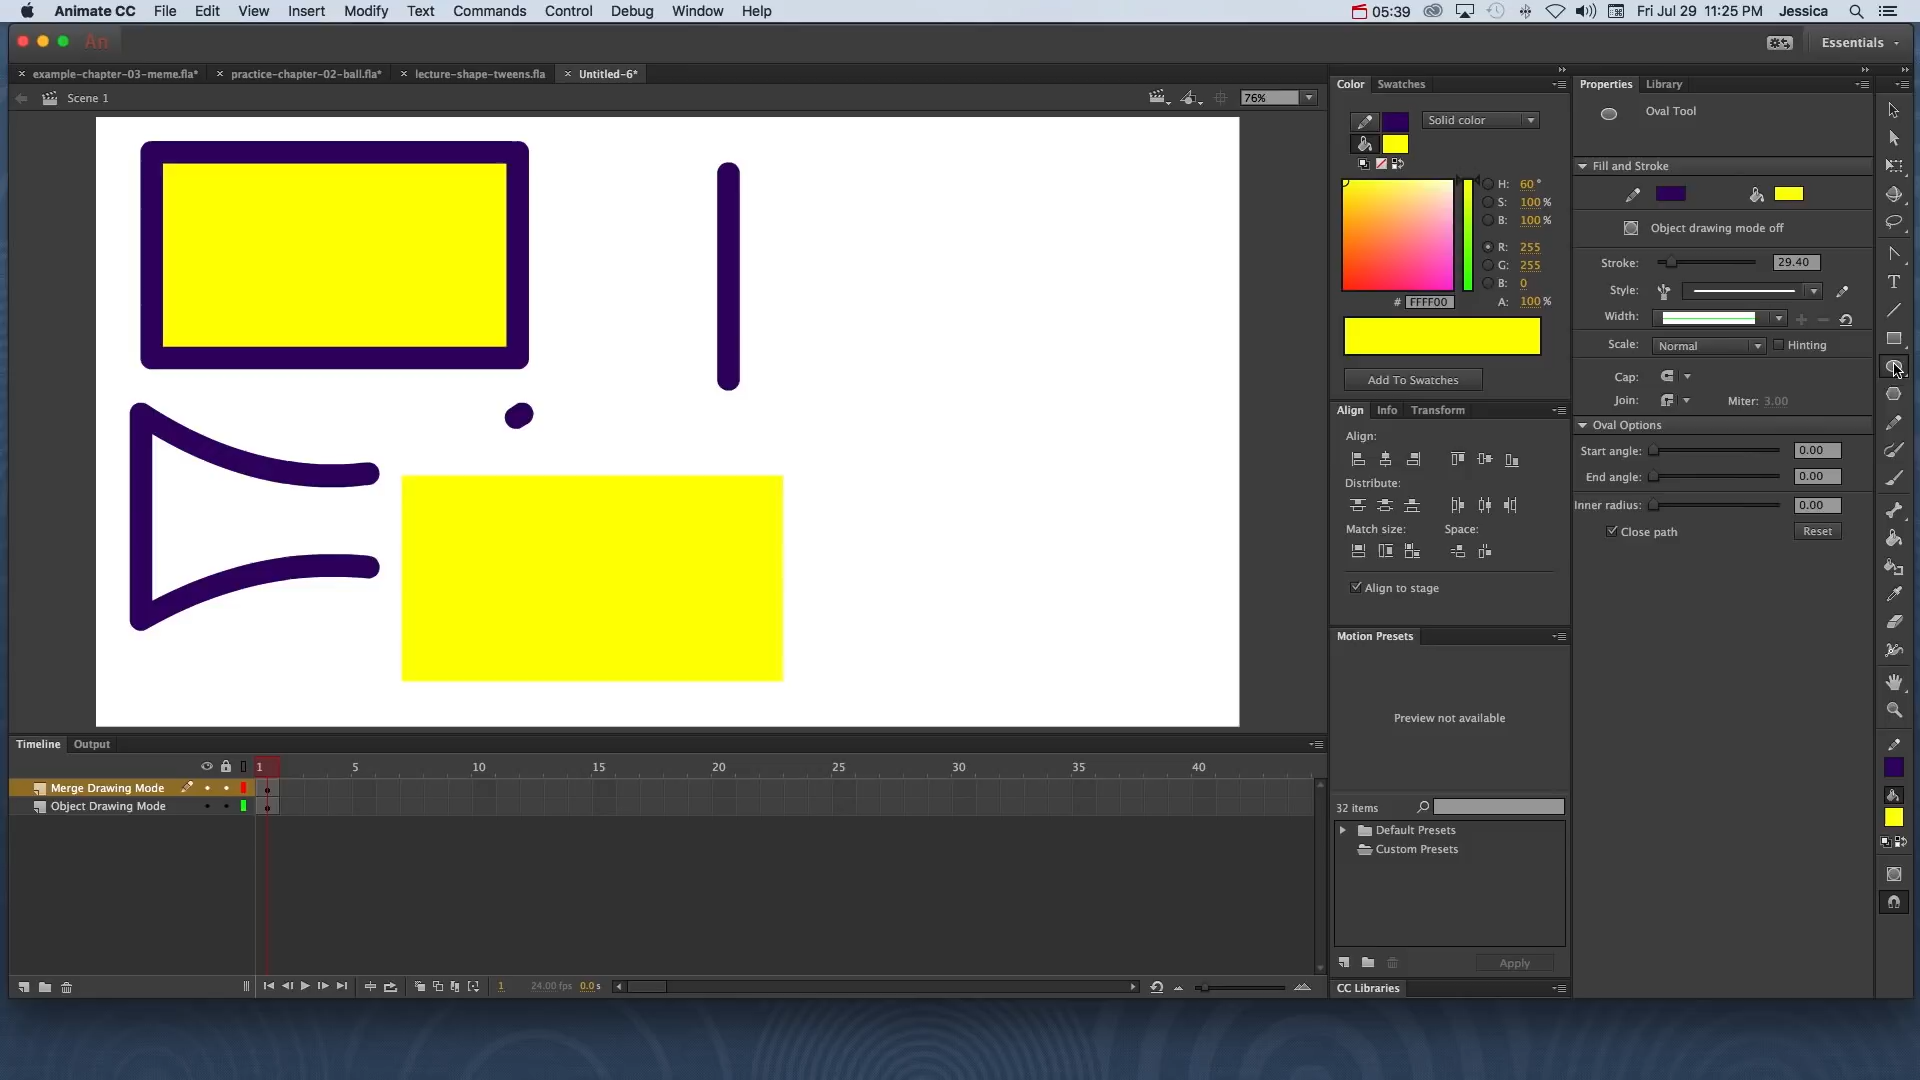 Animate CC File Edit View Insert Modify Text Commands Control Debug Window Help 05:39 Fri Jul 29 11:25 PM Jessica
An Essentials
example-chapter-03-meme.fla* practice-chapter-02-ball.fla* lecture-shape-tweens.fla Untitled-6*
Scene 1 76%
Color Swatches
Solid color
H: 60 °
S: 100 %
B: 100 %
R: 255
G: 255
B: 0
# FFFF00 A: 100 %
Add To Swatches
Align Info Transform
Align:
Distribute:
Match size: Space:
Align to stage
Motion Presets
Preview not available
32 items
Default Presets
Custom Presets
Apply
CC Libraries
Properties Library
Oval Tool
Fill and Stroke
Object drawing mode off
Stroke: 29.40
Style:
Width:
Scale: Normal Hinting
Cap:
Join: Miter: 3.00
Oval Options
Start angle: 0.00
End angle: 0.00
Inner radius: 0.00
Close path Reset
T
Timeline Output
1 5 10 15 20 25 30 35 40
Merge Drawing Mode
Object Drawing Mode
1 24.00 fps 0.0 s